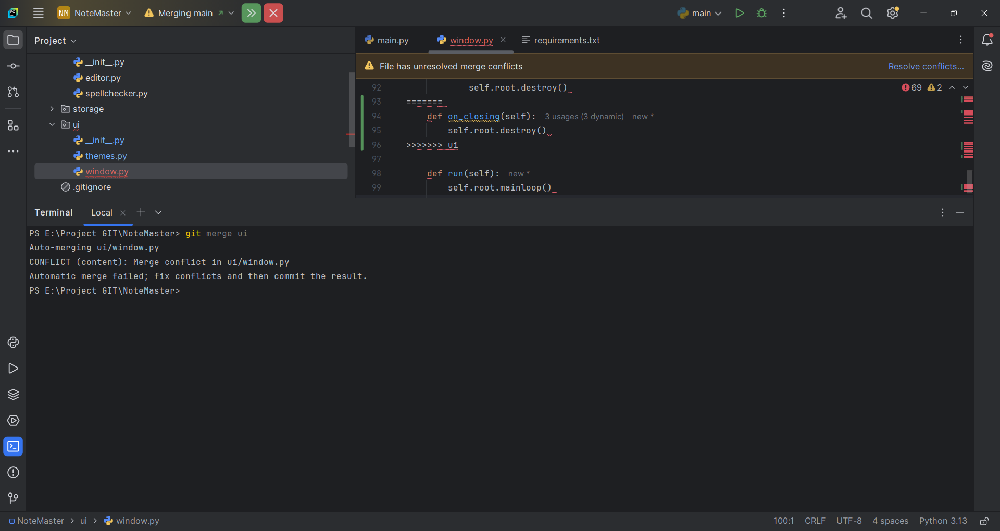 PC
NM NoteMaster
Merging main
main
Project
main.py
window.py
requirements.txt
__init__.py
editor.py
spellchecker.py
storage
ui
__init__.py
themes.py
window.py
.gitignore
File has unresolved merge conflicts
Resolve conflicts...
69 2
92 self.root.destroy()
93 =======
94 def on_closing(self): 3 usages (3 dynamic) new *
95 self.root.destroy()
96 >>>>>>> ui
97
98 def run(self): new *
99 self.root.mainloop()
Terminal Local
PS E:\Project GIT\NoteMaster> git merge ui
Auto-merging ui/window.py
CONFLICT (content): Merge conflict in ui/window.py
Automatic merge failed; fix conflicts and then commit the result.
PS E:\Project GIT\NoteMaster>
NoteMaster > ui > window.py
100:1 CRLF UTF-8 4 spaces Python 3.13